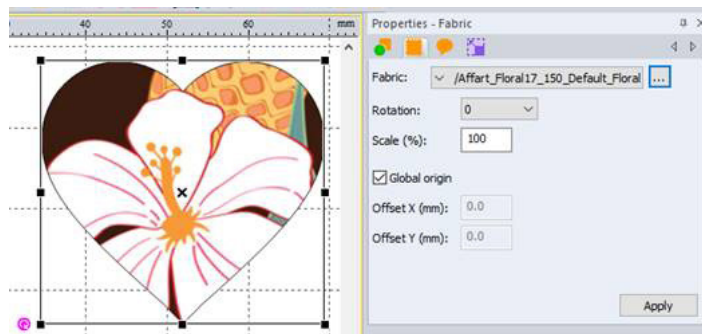 40 50 60 mm
Properties - Fabric
Fabric: /Affart_Floral17_150_Default_Floral ...
Rotation: 0
Scale (%): 100
Global origin
Offset X (mm): 0.0
Offset Y (mm): 0.0
Apply